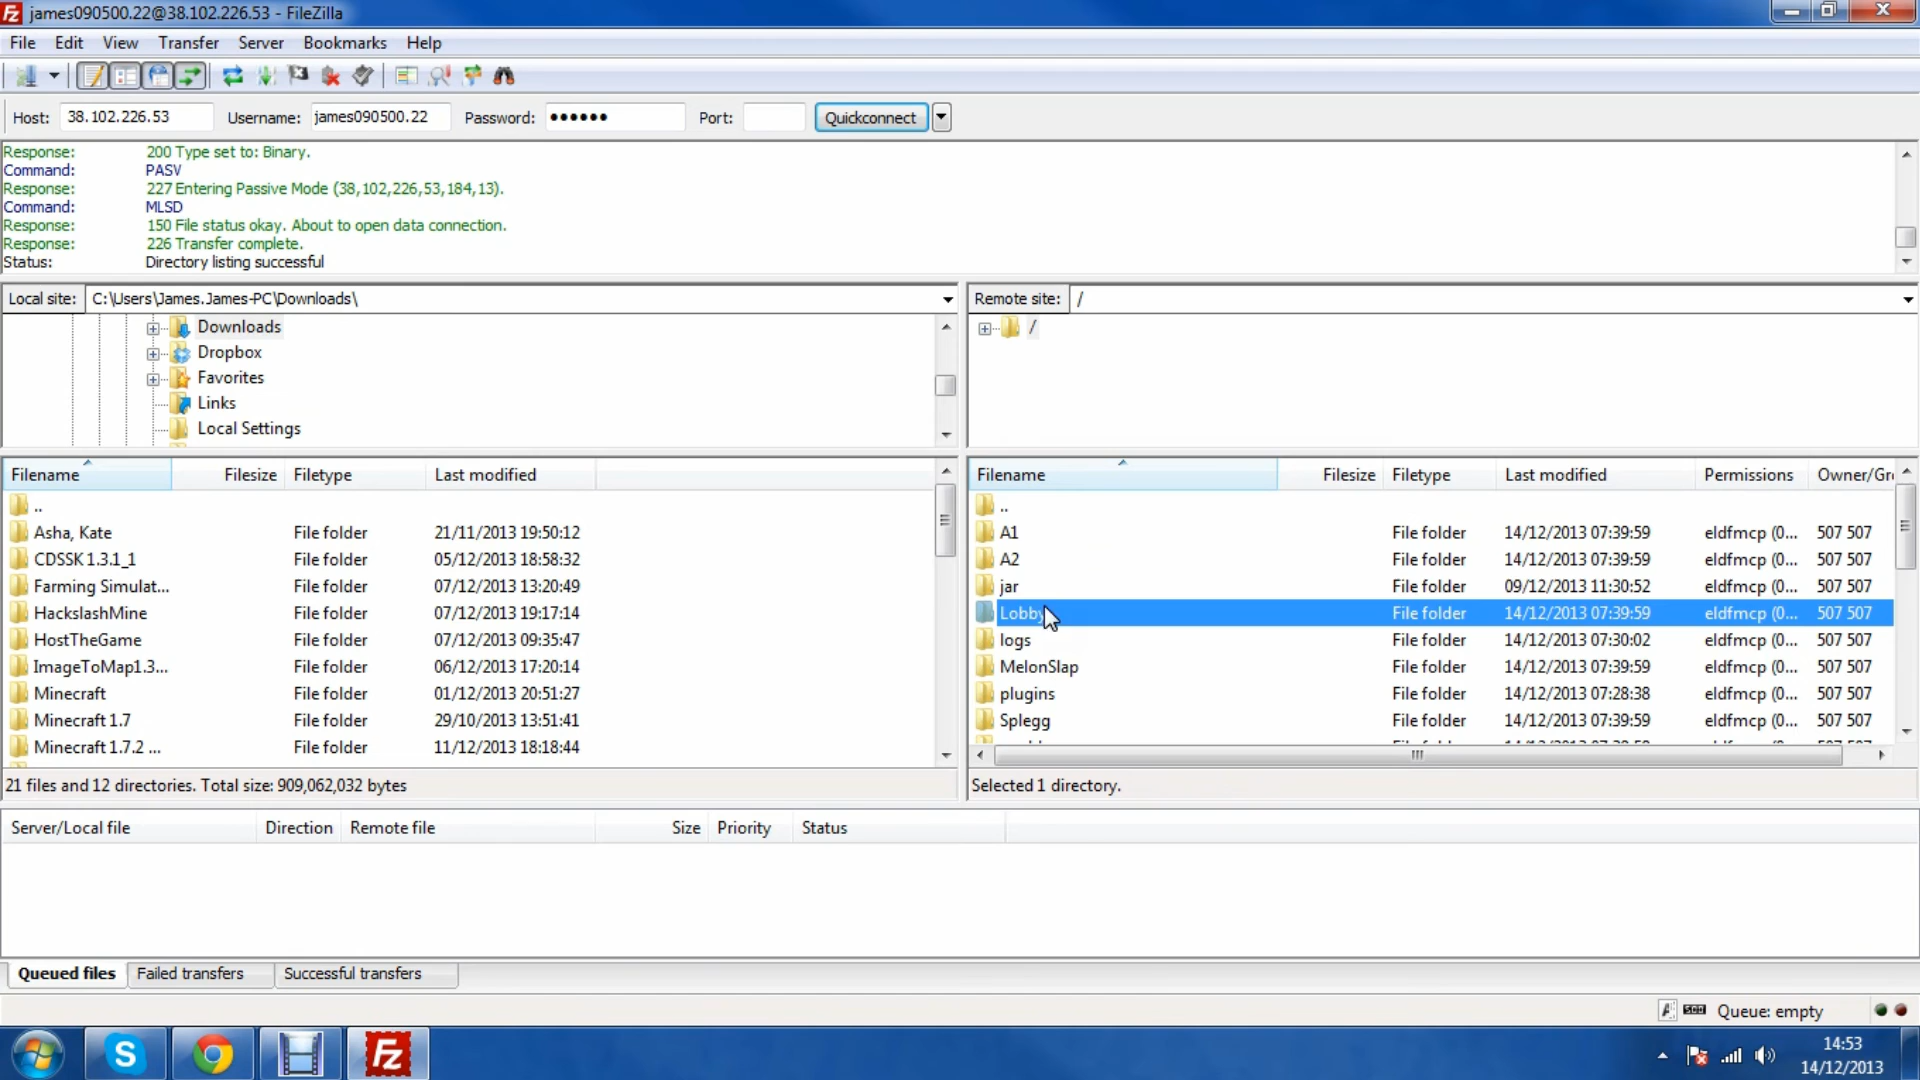 james090500.22@38.102.226.53 - FileZilla
File Edit View Transfer Server Bookmarks Help
Host: 38.102.226.53 Username: james090500.22 Password: ●●●●●● Port: Quickconnect
Response: 200 Type set to: Binary.
Command: PASV
Response: 227 Entering Passive Mode (38,102,226,53,184,13).
Command: MLSD
Response: 150 File status okay. About to open data connection.
Response: 226 Transfer complete.
Status: Directory listing successful
Local site: C:\Users\James.James-PC\Downloads\
Downloads
Dropbox
Favorites
Links
Local Settings
Remote site: /
/
Filename Filesize Filetype Last modified
..
Asha, Kate File folder 21/11/2013 19:50:12
CDSSK 1.3.1_1 File folder 05/12/2013 18:58:32
Farming Simulat... File folder 07/12/2013 13:20:49
HackslashMine File folder 07/12/2013 19:17:14
HostTheGame File folder 07/12/2013 09:35:47
ImageToMap1.3... File folder 06/12/2013 17:20:14
Minecraft File folder 01/12/2013 20:51:27
Minecraft 1.7 File folder 29/10/2013 13:51:41
Minecraft 1.7.2 ... File folder 11/12/2013 18:18:44
21 files and 12 directories. Total size: 909,062,032 bytes
Filename Filesize Filetype Last modified Permissions Owner/Gr
..
A1 File folder 14/12/2013 07:39:59 eldfmcp (0... 507 507
A2 File folder 14/12/2013 07:39:59 eldfmcp (0... 507 507
jar File folder 09/12/2013 11:30:52 eldfmcp (0... 507 507
Lobby File folder 14/12/2013 07:39:59 eldfmcp (0... 507 507
logs File folder 14/12/2013 07:30:02 eldfmcp (0... 507 507
MelonSlap File folder 14/12/2013 07:39:59 eldfmcp (0... 507 507
plugins File folder 14/12/2013 07:28:38 eldfmcp (0... 507 507
Splegg File folder 14/12/2013 07:39:59 eldfmcp (0... 507 507
Selected 1 directory.
Server/Local file Direction Remote file Size Priority Status
Queued files Failed transfers Successful transfers
Queue: empty
14:53
14/12/2013